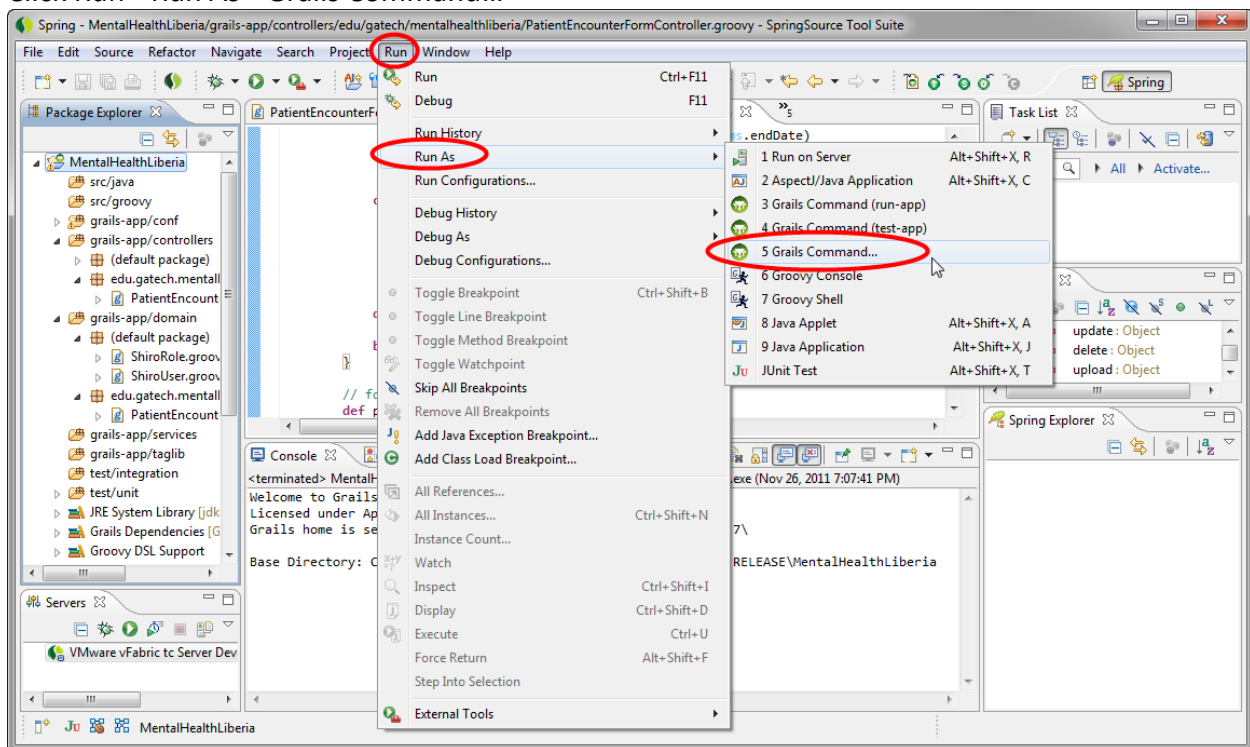 Spring - MentalHealthLiberia/grails-app/controllers/edu/gatech/mentalhealthliberia/PatientEncounterFormController.groovy - SpringSource Tool Suite
File Edit Source Refactor Navigate Search Project Run Window Help
Spring
Package Explorer
MentalHealthLiberia
src/java
src/groovy
grails-app/conf
grails-app/controllers
(default package)
edu.gatech.mentall
PatientEncount
grails-app/domain
(default package)
ShiroRole.groov
ShiroUser.groov
edu.gatech.mentall
PatientEncount
grails-app/services
grails-app/taglib
test/integration
test/unit
JRE System Library [jdk
Grails Dependencies [G
Groovy DSL Support
Servers
VMware vFabric tc Server Dev
PatientEncounterF
.endDate)
// fo
def p
Run Ctrl+F11
Debug F11
Run History
Run As
Run Configurations...
Debug History
Debug As
Debug Configurations...
Toggle Breakpoint Ctrl+Shift+B
Toggle Line Breakpoint
Toggle Method Breakpoint
Toggle Watchpoint
Skip All Breakpoints
Remove All Breakpoints
Add Java Exception Breakpoint...
Add Class Load Breakpoint...
All References...
All Instances... Ctrl+Shift+N
Instance Count...
Watch
Inspect Ctrl+Shift+I
Display Ctrl+Shift+D
Execute Ctrl+U
Force Return Alt+Shift+F
Step Into Selection
External Tools
1 Run on Server Alt+Shift+X, R
2 AspectJ/Java Application Alt+Shift+X, C
3 Grails Command (run-app)
4 Grails Command (test-app)
5 Grails Command...
6 Groovy Console
7 Groovy Shell
8 Java Applet Alt+Shift+X, A
9 Java Application Alt+Shift+X, J
JUnit Test Alt+Shift+X, T
Task List
All Activate...
update : Object
delete : Object
upload : Object
Spring Explorer
Console
<terminated> MentalH .exe (Nov 26, 2011 7:07:41 PM)
Welcome to Grails
Licensed under Ap
Grails home is se 7\
Base Directory: C RELEASE\MentalHealthLiberia
MentalHealthLiberia